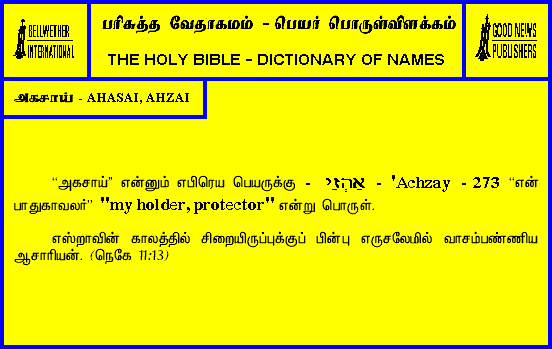 BELLWETHER
INTERNATIONAL
பரிசுத்த வேதாகமம் - பெயர் பொருள்விளக்கம்
THE HOLY BIBLE - DICTIONARY OF NAMES
GOOD NEWS
PUBLISHERS
அகசாய் - AHASAI, AHZAI
“அகசாய்” என்னும் எபிரெய பெயருக்கு - אַהְזַי - 'Achzay - 273 “என்
பாதுகாவலர்” "my holder, protector" என்று பொருள்.
எஸ்றாவின் காலத்தில் சிறையிருப்புக்குப் பின்பு எருசலேமில் வாசம்பண்ணிய
ஆசாரியன். (நெகே 11:13)